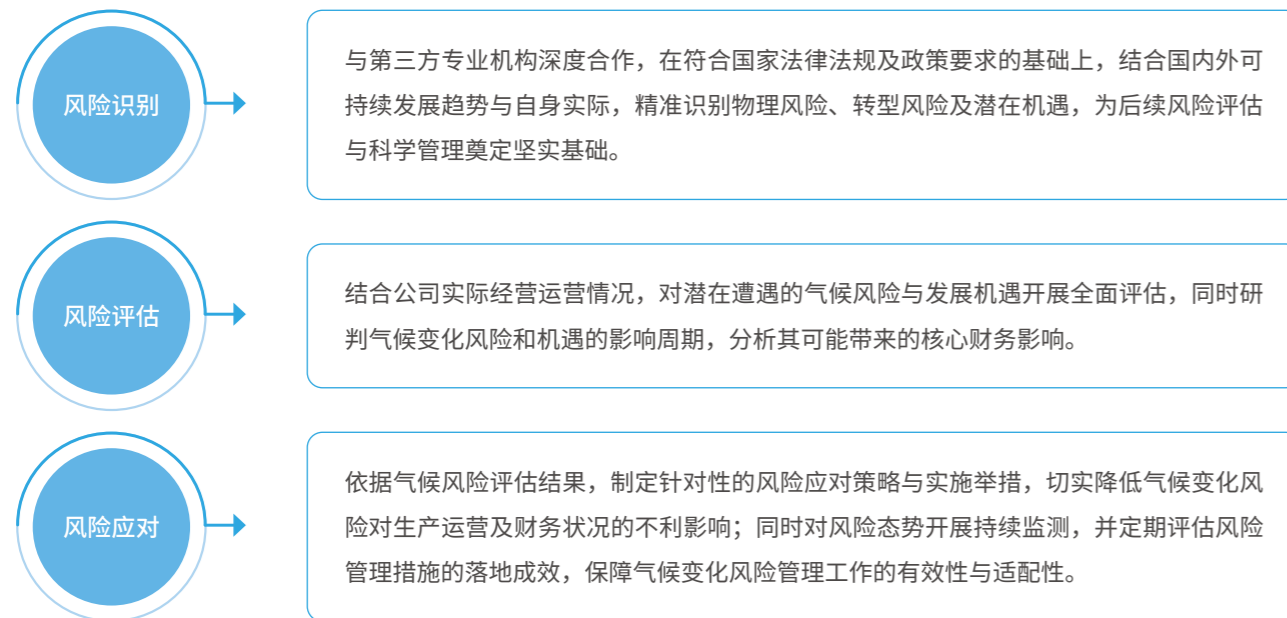 风险识别
与第三方专业机构深度合作，在符合国家法律法规及政策要求的基础上，结合国内外可
持续发展趋势与自身实际，精准识别物理风险、转型风险及潜在机遇，为后续风险评估
与科学管理奠定坚实基础。
风险评估
结合公司实际经营运营情况，对潜在遭遇的气候风险与发展机遇开展全面评估，同时研
判气候变化风险和机遇的影响周期，分析其可能带来的核心财务影响。
风险应对
依据气候风险评估结果，制定针对性的风险应对策略与实施举措，切实降低气候变化风
险对生产运营及财务状况的不利影响；同时对风险态势开展持续监测，并定期评估风险
管理措施的落地成效，保障气候变化风险管理工作的有效性与适配性。